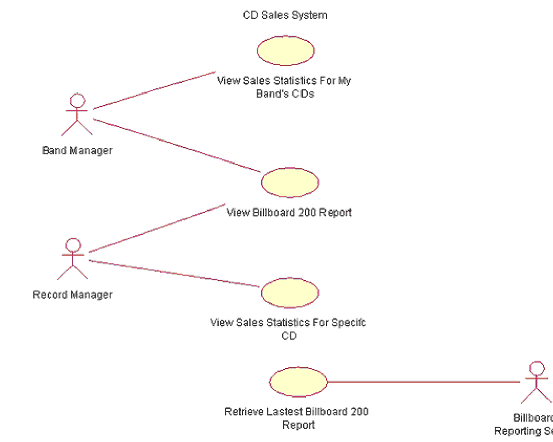 CD Sales System
View Sales Statistics For My
Band's CDs
Band Manager
View Billboard 200 Report
Record Manager
View Sales Statistics For Specifc
CD
Retrieve Lastest Billboard 200
Report
Billboard
Reporting